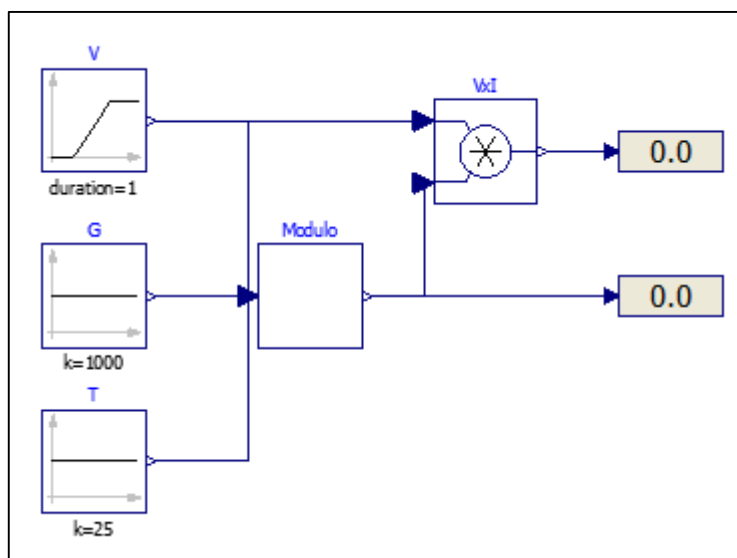 V
duration=1
VxI
0.0
G
k=1000
Modulo
0.0
T
k=25